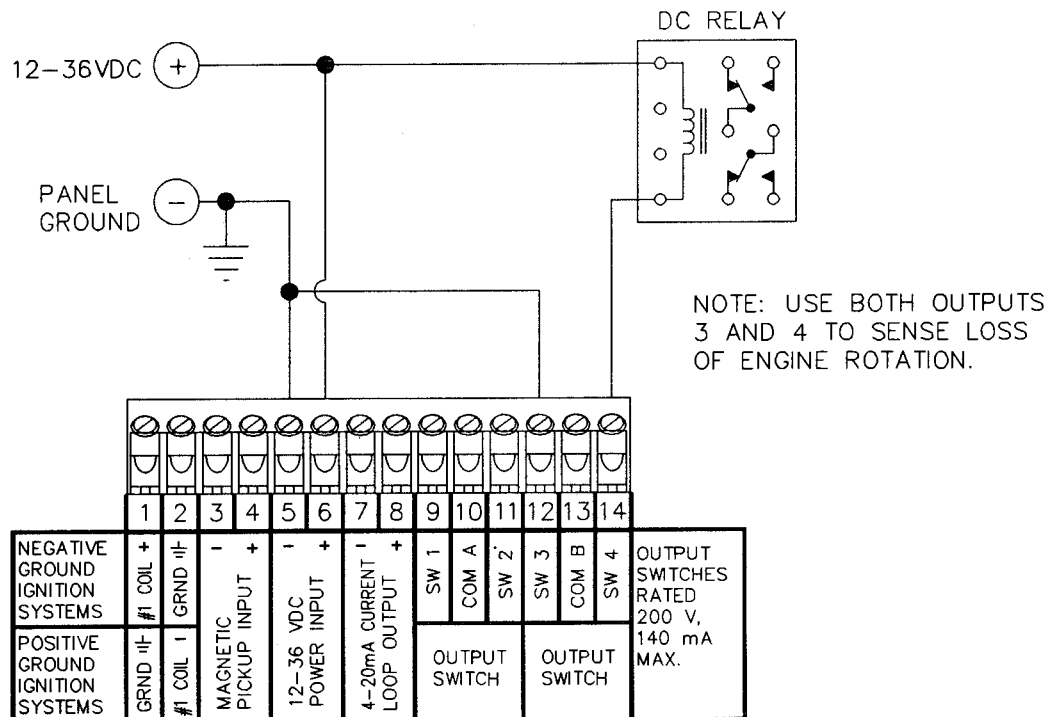 DC RELAY
12-36VDC
+
PANEL
GROUND
-
NOTE: USE BOTH OUTPUTS
3 AND 4 TO SENSE LOSS
OF ENGINE ROTATION.
1 2 3 4 5 6 7 8 9 10 11 12 13 14
NEGATIVE
GROUND
IGNITION
SYSTEMS
#1 COIL +
GRND
POSITIVE
GROUND
IGNITION
SYSTEMS
GRND
#1 COIL -
- +
MAGNETIC
PICKUP INPUT
- +
12-36 VDC
POWER INPUT
- +
4-20mA CURRENT
LOOP OUTPUT
SW 1
COM A
SW 2
OUTPUT
SWITCH
SW 3
COM B
SW 4
OUTPUT
SWITCH
OUTPUT
SWITCHES
RATED
200 V,
140 mA
MAX.